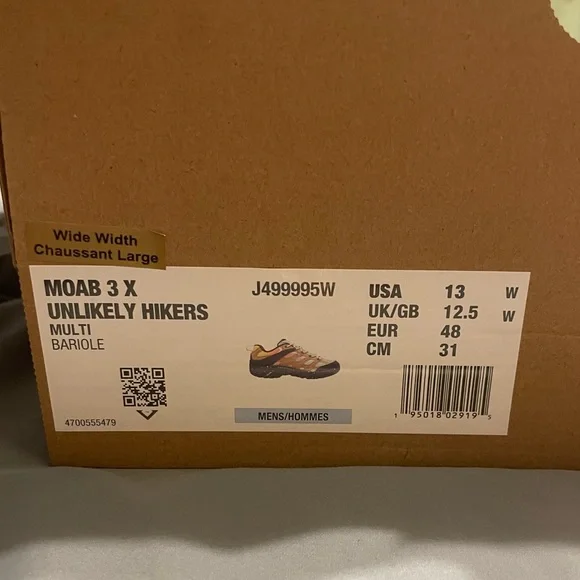 Wide Width
Chaussant Large
MOAB 3 X
UNLIKELY HIKERS
MULTI
BARIOLE
4700555479
J499995W
MENS/HOMMES
USA 13 W
UK/GB 12.5 W
EUR 48
CM 31
1 95018 02919 5